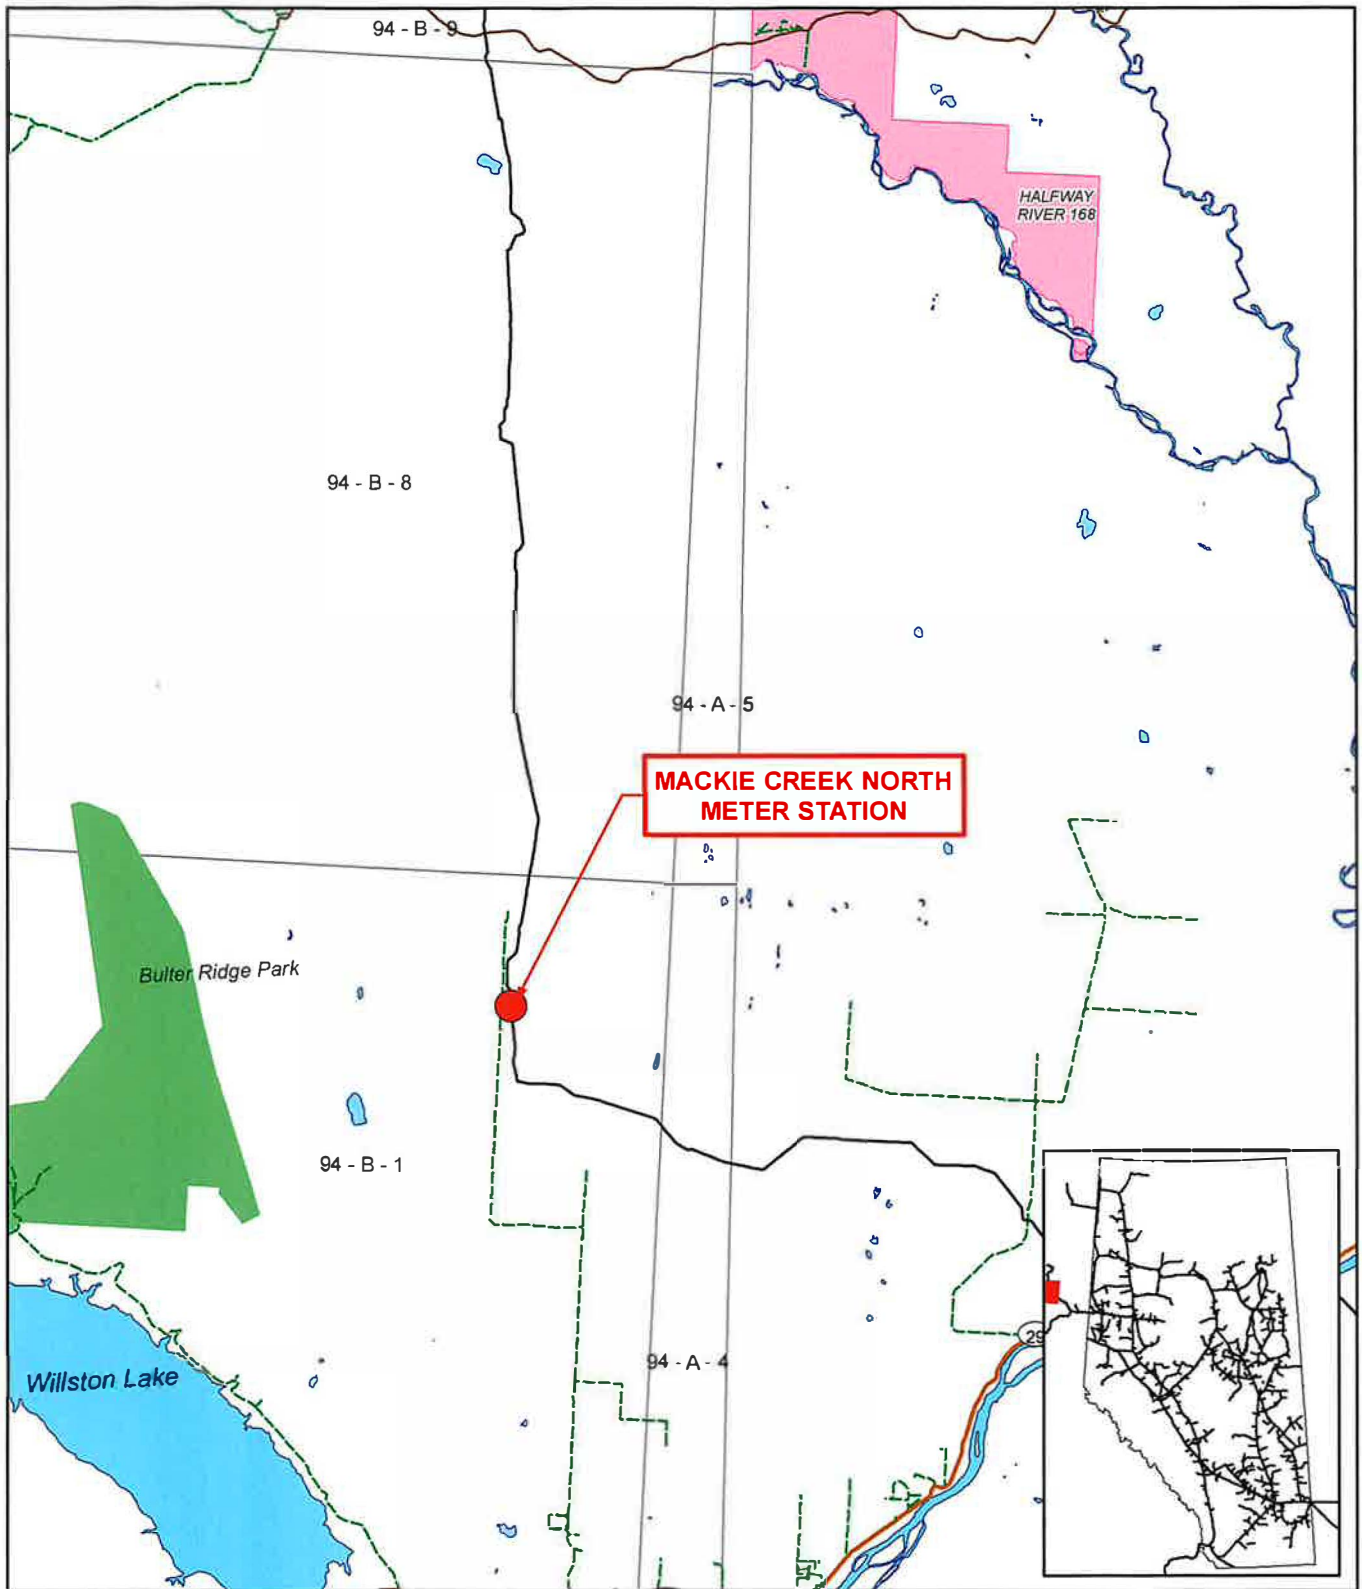 94 - B - 9
HALFWAY
RIVER 168
94 - B - 8
94 - A - 5
MACKIE CREEK NORTH
METER STATION
Bulter Ridge Park
94 - B - 1
29
94 - A - 4
Willston Lake